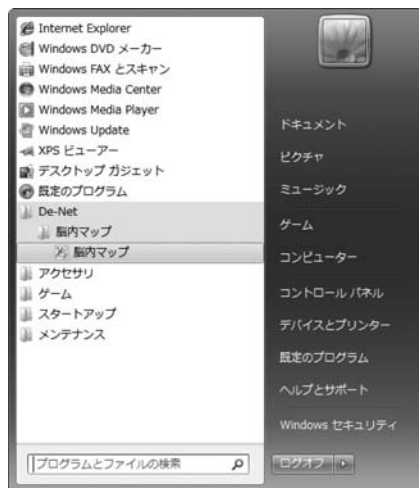 Internet Explorer
Windows DVD メーカー
Windows FAX とスキャン
Windows Media Center
Windows Media Player
Windows Update
XPS ビューアー
デスクトップ ガジェット
既定のプログラム
De-Net
脳内マップ
脳内マップ
アクセサリ
ゲーム
スタートアップ
メンテナンス
プログラムとファイルの検索
ドキュメント
ピクチャ
ミュージック
ゲーム
コンピューター
コントロール パネル
デバイスとプリンター
既定のプログラム
ヘルプとサポート
Windows セキュリティ
ログオフ